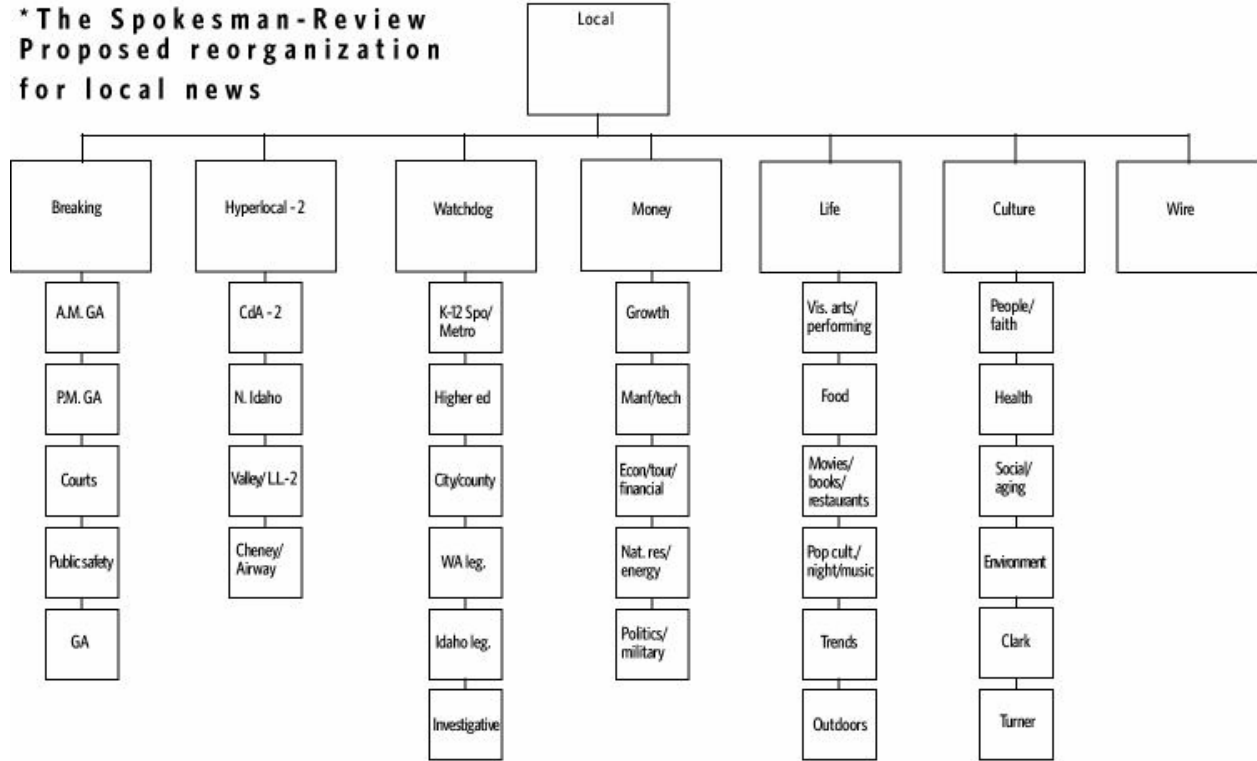 *The Spokesman-Review
Proposed reorganization
for local news
Local
Breaking
Hyperlocal - 2
Watchdog
Money
Life
Culture
Wire
A.M. GA
P.M. GA
Courts
Public safety
GA
CdA - 2
N. Idaho
Valley/ L.L.-2
Cheney/
Airway
K-12 Spo/
Metro
Higher ed
City/county
WA leg.
Idaho leg.
Investigative
Growth
Manf/tech
Econ/tour/
financial
Nat. res/
energy
Politics/
military
Vis. arts/
performing
Food
Movies/
books/
restaurants
Pop cult./
night/music
Trends
Outdoors
People/
faith
Health
Social/
aging
Environment
Clark
Turner